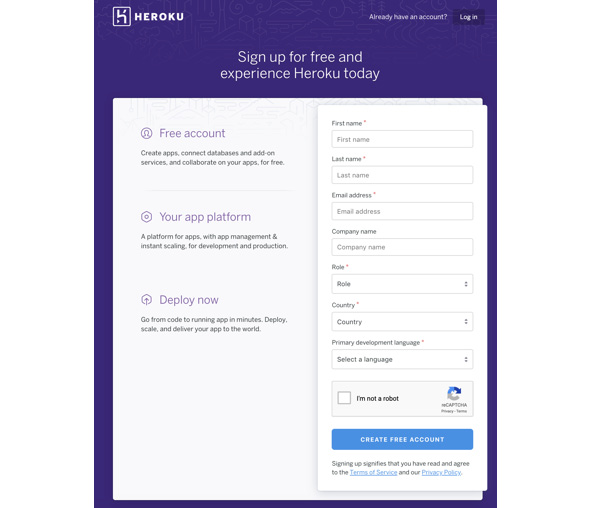 HEROKU
Already have an account?
Log in
Sign up for free and
experience Heroku today
Free account
Create apps, connect databases and add-on
services, and collaborate on your apps, for free.
Your app platform
A platform for apps, with app management &
instant scaling, for development and production.
Deploy now
Go from code to running app in minutes. Deploy,
scale, and deliver your app to the world.
First name *
First name
Last name *
Last name
Email address *
Email address
Company name
Company name
Role *
Role
Country *
Country
Primary development language *
Select a language
I'm not a robot
reCAPTCHA
Privacy - Terms
CREATE FREE ACCOUNT
Signing up signifies that you have read and agree
to the Terms of Service and our Privacy Policy.